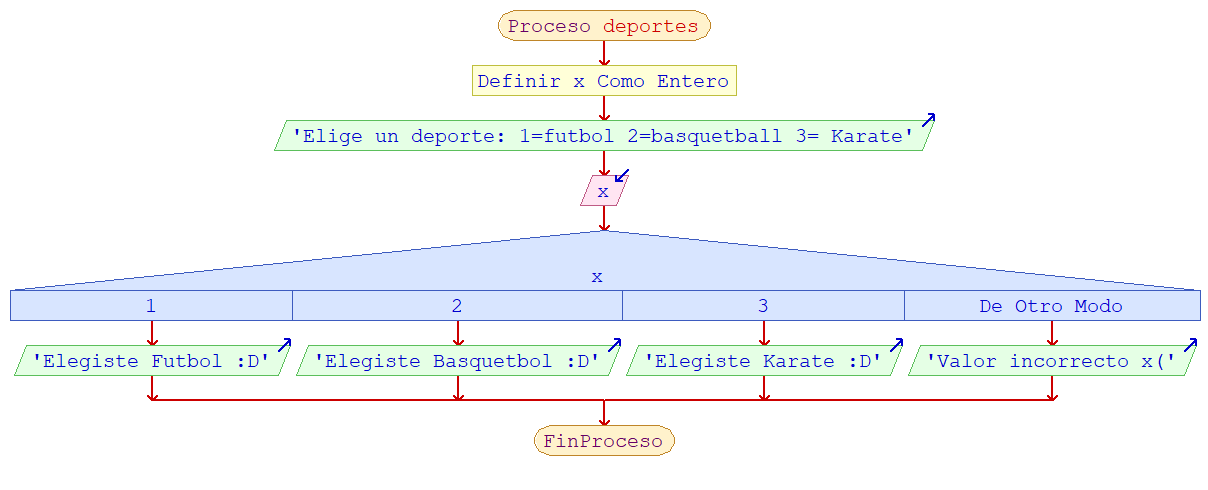 Proceso deportes
Definir x Como Entero
'Elige un deporte: 1=futbol 2=basquetball 3= Karate'
x
x
1 2 3 De Otro Modo
'Elegiste Futbol :D' 'Elegiste Basquetbol :D' 'Elegiste Karate :D' 'Valor incorrecto x('
FinProceso